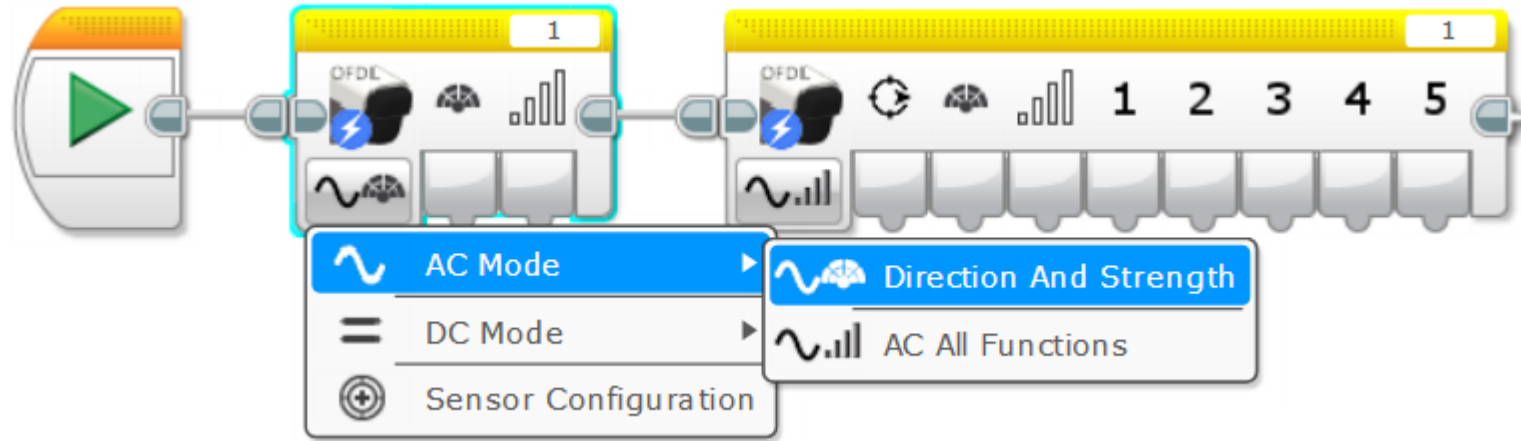 1
1
OFDL
OFDL
1 2 3 4 5
AC Mode
Direction And Strength
DC Mode
AC All Functions
Sensor Configuration